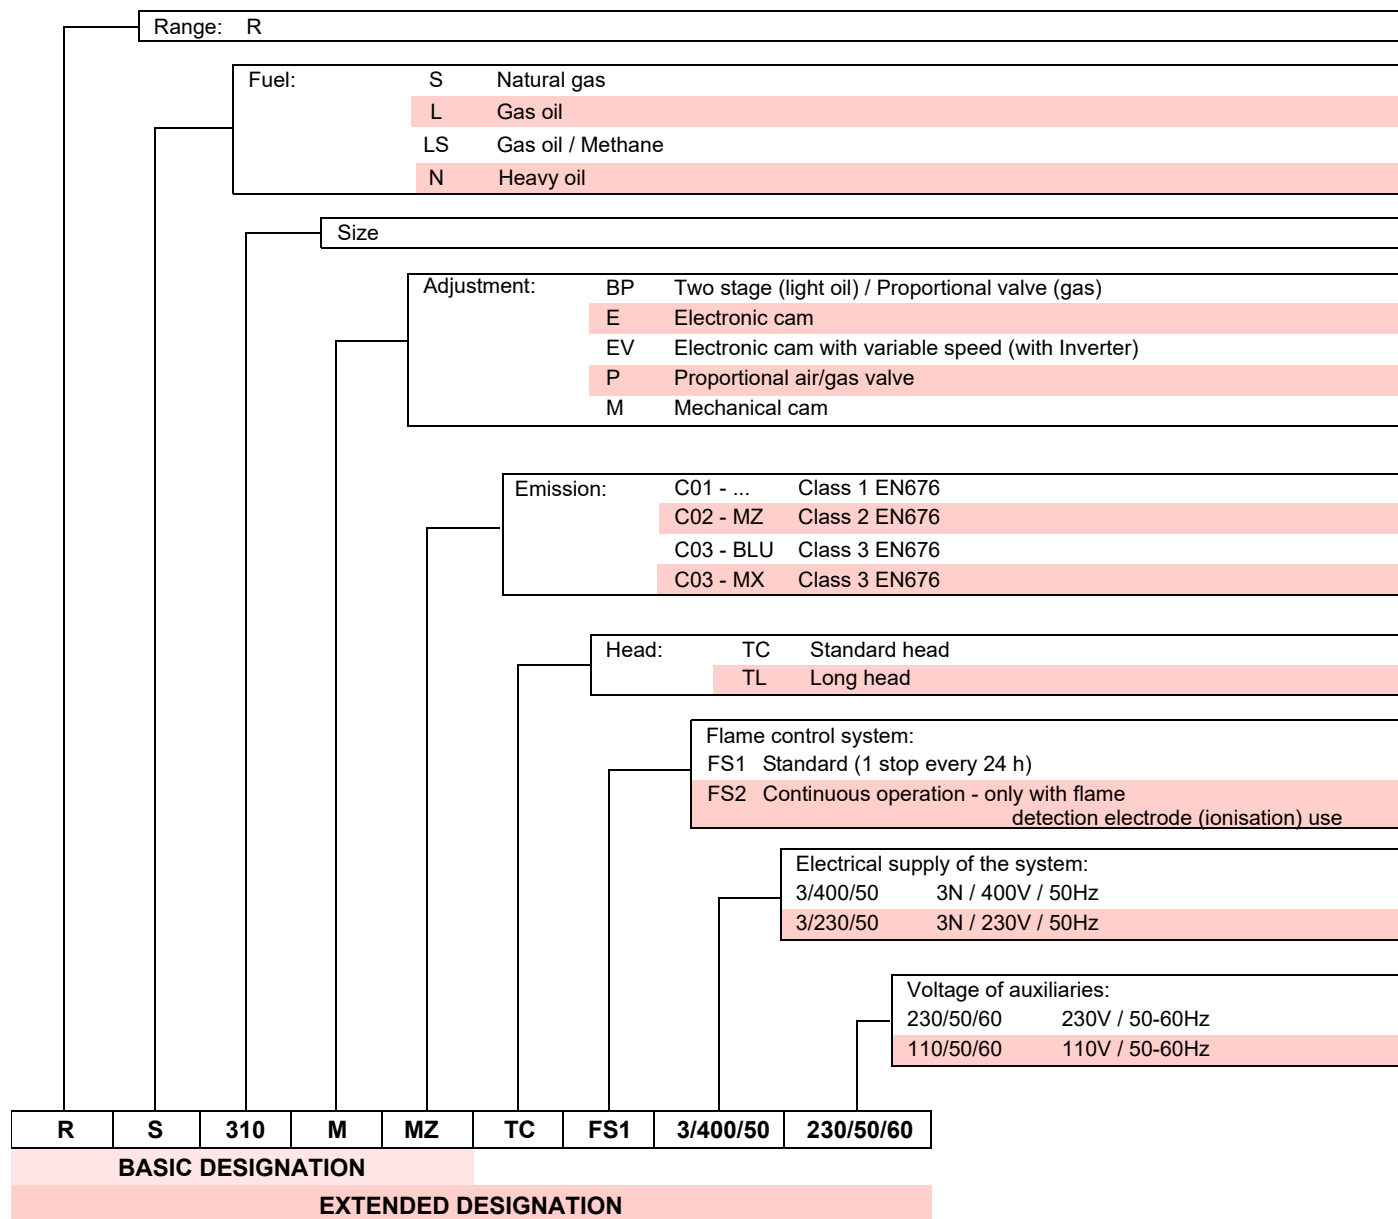 Range: R
Fuel: S Natural gas
L Gas oil
LS Gas oil / Methane
N Heavy oil
Size
Adjustment: BP Two stage (light oil) / Proportional valve (gas)
E Electronic cam
EV Electronic cam with variable speed (with Inverter)
P Proportional air/gas valve
M Mechanical cam
Emission: C01 - ... Class 1 EN676
C02 - MZ Class 2 EN676
C03 - BLU Class 3 EN676
C03 - MX Class 3 EN676
Head: TC Standard head
TL Long head
Flame control system:
FS1 Standard (1 stop every 24 h)
FS2 Continuous operation - only with flame
detection electrode (ionisation) use
Electrical supply of the system:
3/400/50 3N / 400V / 50Hz
3/230/50 3N / 230V / 50Hz
Voltage of auxiliaries:
230/50/60 230V / 50-60Hz
110/50/60 110V / 50-60Hz
R S 310 M MZ TC FS1 3/400/50 230/50/60
BASIC DESIGNATION
EXTENDED DESIGNATION